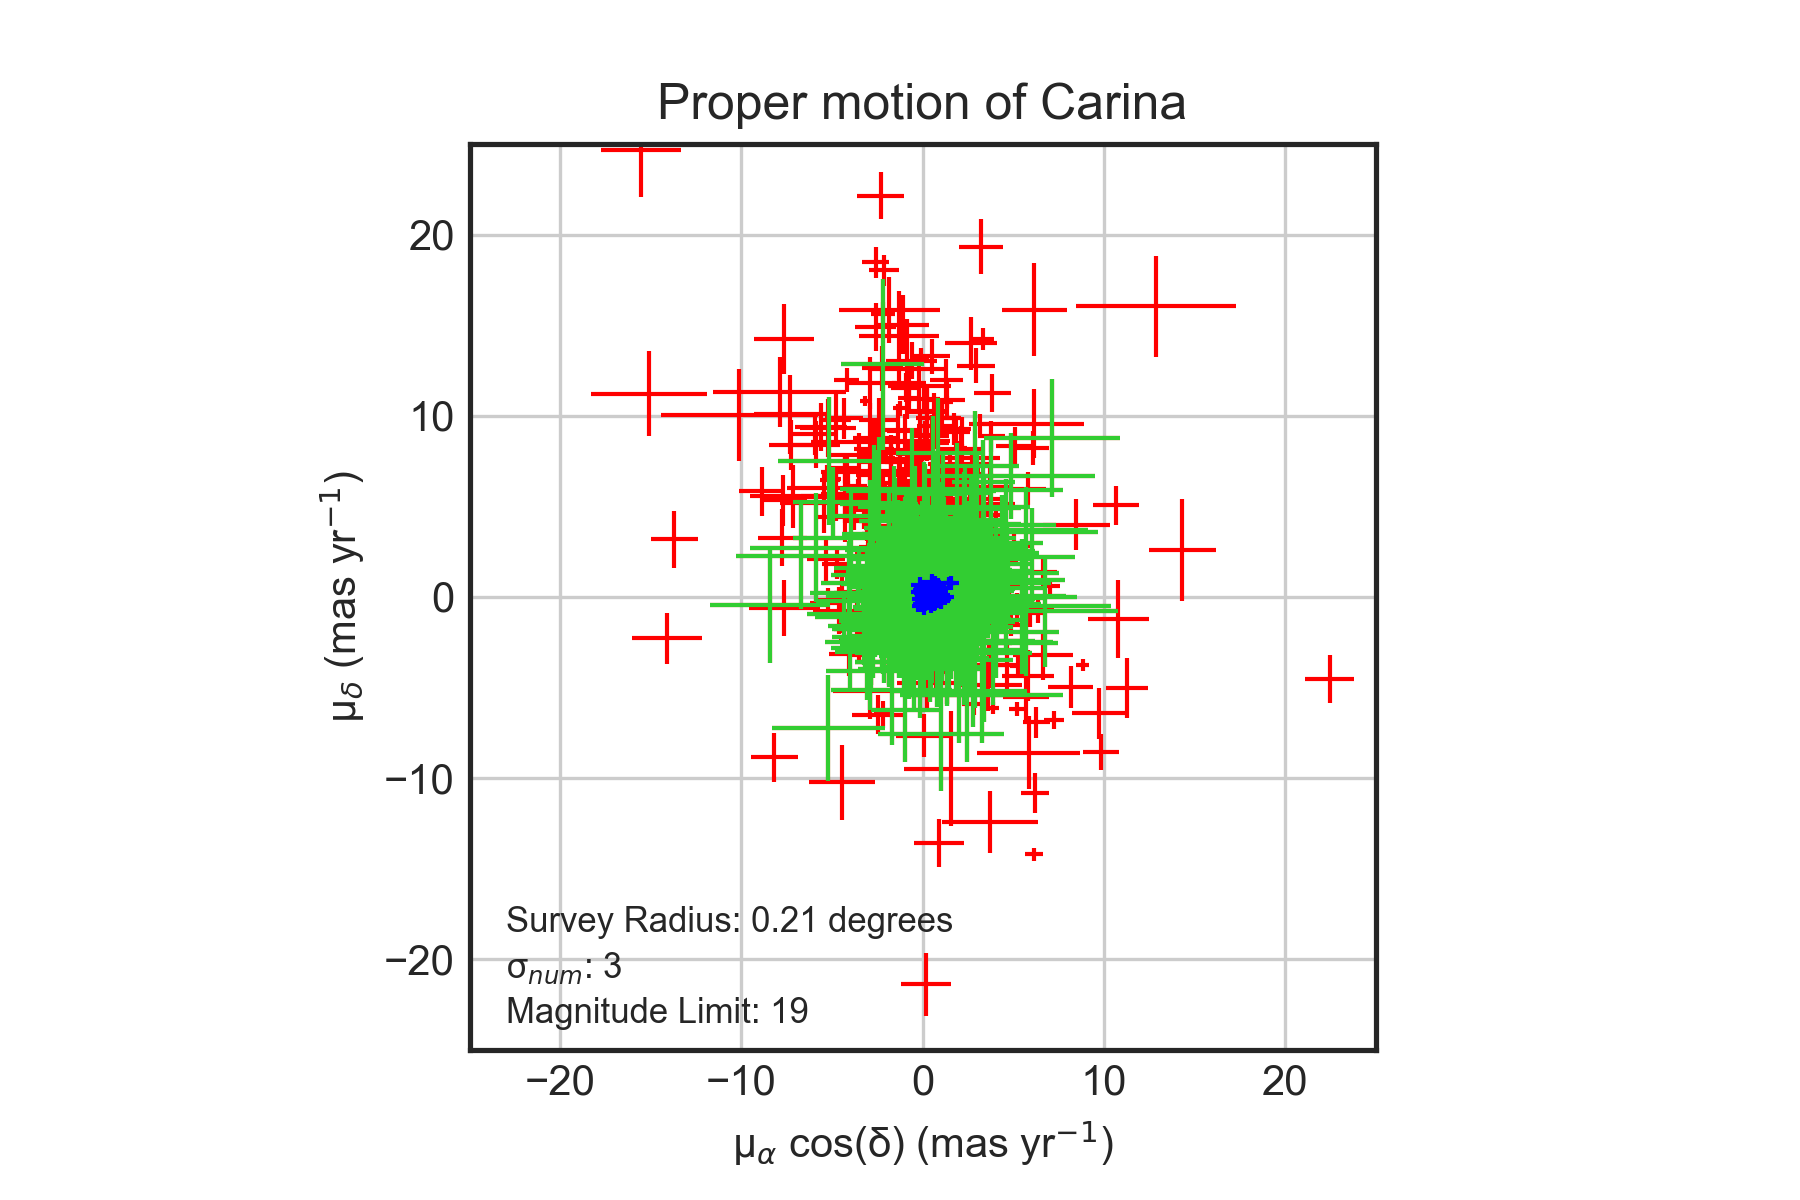 Proper motion of Carina
μδ (mas yr⁻¹)
20
10
0
−10
−20
Survey Radius: 0.21 degrees
σnum: 3
Magnitude Limit: 19
−20 −10 0 10 20
μα cos(δ) (mas yr⁻¹)